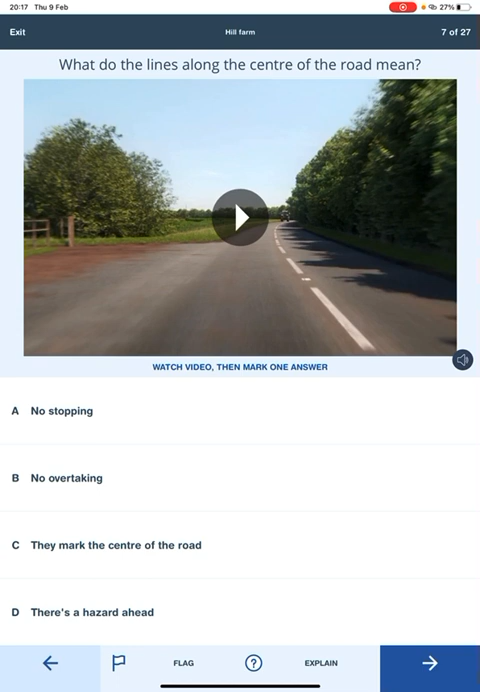 20:17 Thu 9 Feb
27%
Exit
Hill farm
7 of 27
What do the lines along the centre of the road mean?
WATCH VIDEO, THEN MARK ONE ANSWER
A No stopping
B No overtaking
C They mark the centre of the road
D There's a hazard ahead
FLAG
?
EXPLAIN